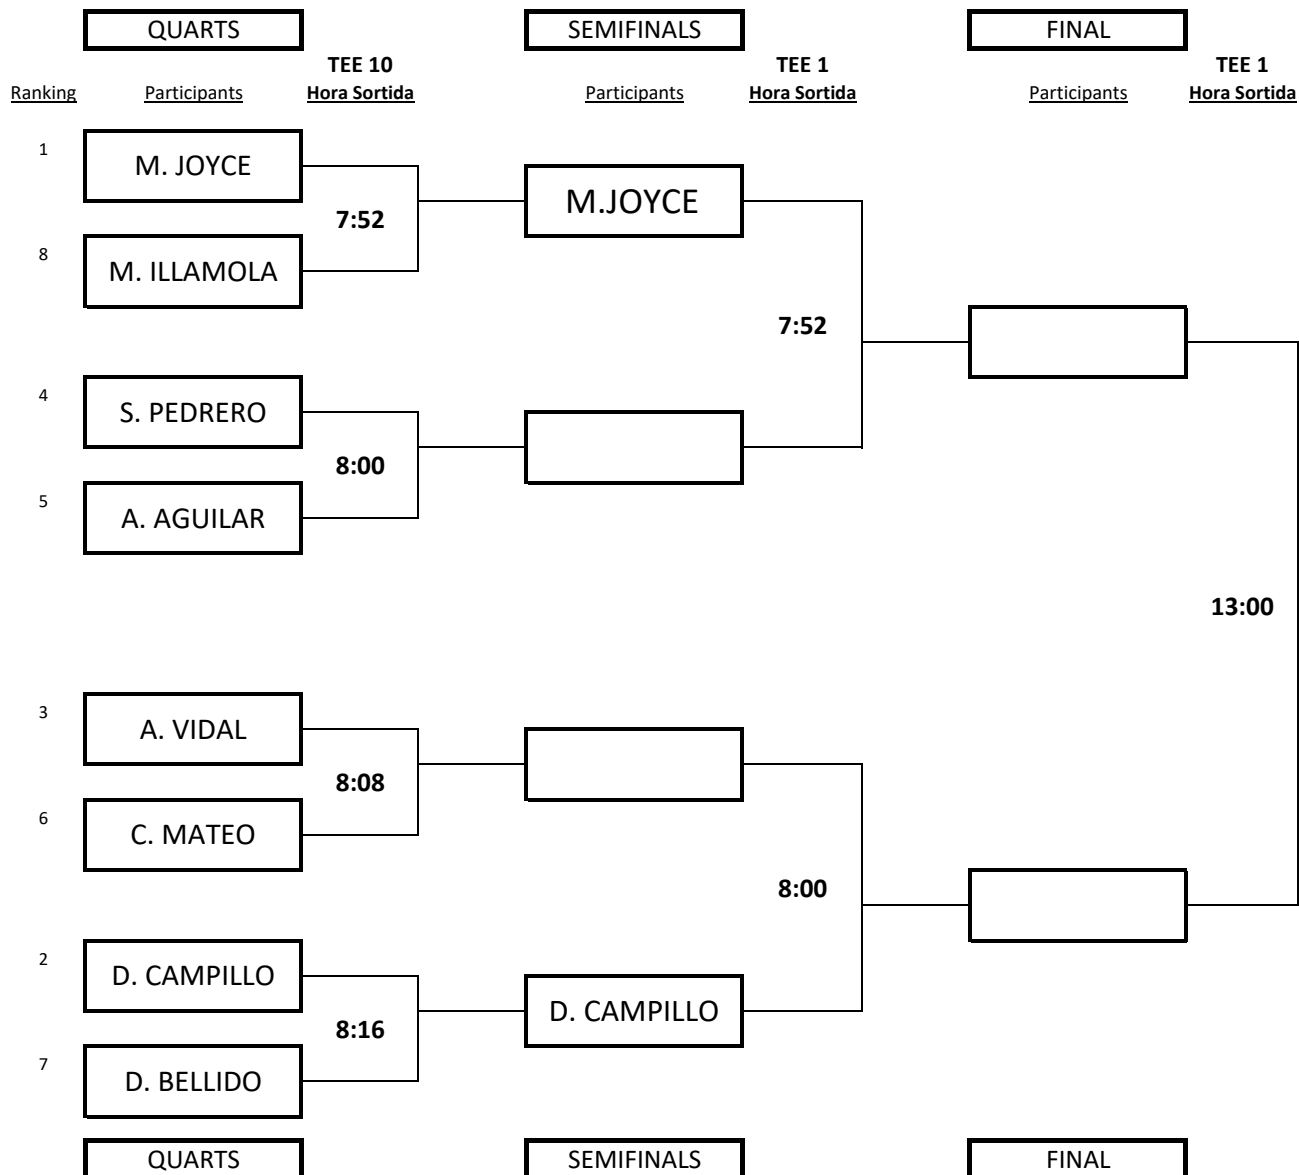 QUARTS SEMIFINALS FINAL
TEE 10 TEE 1 TEE 1
Ranking Participants Hora Sortida Participants Hora Sortida Participants Hora Sortida
1 M. JOYCE
M.JOYCE
7:52
8 M. ILLAMOLA
7:52
4 S. PEDRERO
8:00
5 A. AGUILAR
13:00
3 A. VIDAL
8:08
6 C. MATEO
8:00
2 D. CAMPILLO
D. CAMPILLO
8:16
7 D. BELLIDO
QUARTS SEMIFINALS FINAL